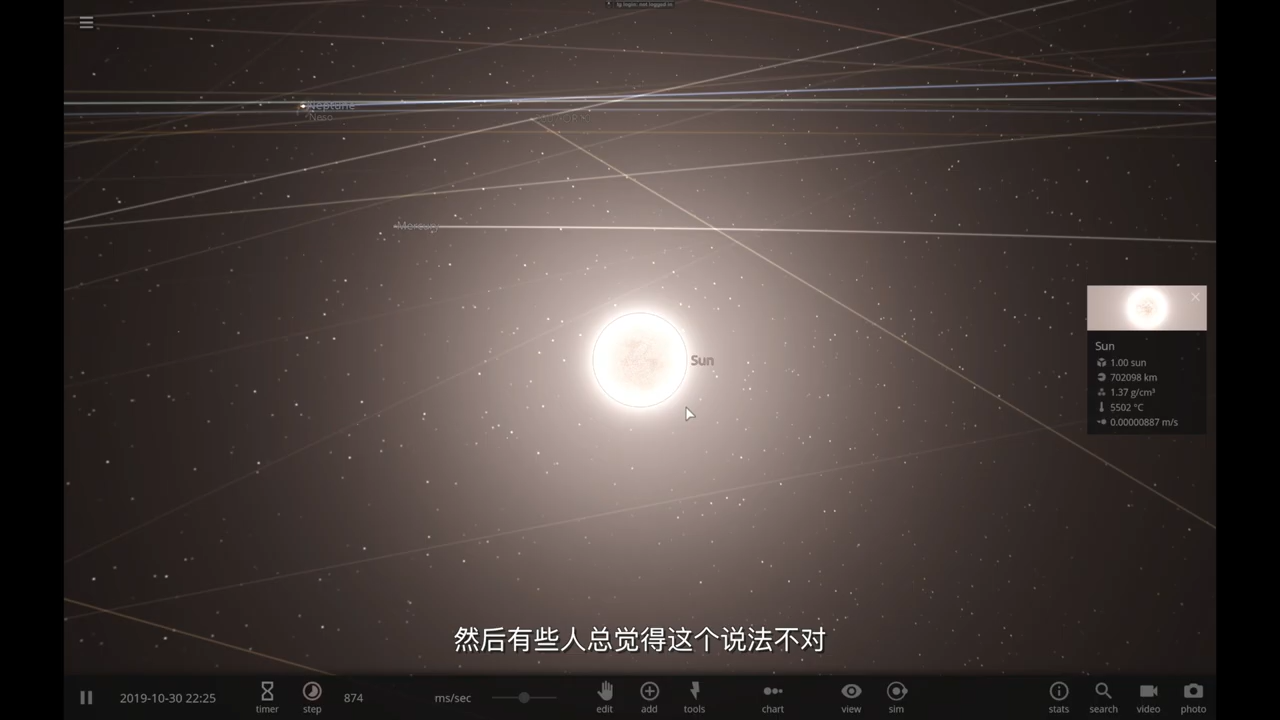 Neptune
Neso
Mercury
Sun
Sun
1.00 sun
702098 km
1.37 g/cm³
5502 °C
0.00000887 m/s
然后有些人总觉得这个说法不对
2019-10-30 22:25
timer
step
874
ms/sec
edit
add
tools
chart
view
sim
stats
search
video
photo